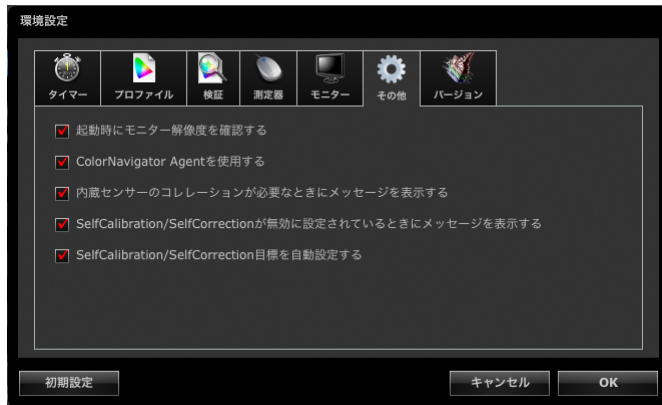 環境設定
タイマー プロファイル 検証 測定器 モニター その他 バージョン
起動時にモニター解像度を確認する
ColorNavigator Agentを使用する
内蔵センサーのコレレーションが必要なときにメッセージを表示する
SelfCalibration/SelfCorrectionが無効に設定されているときにメッセージを表示する
SelfCalibration/SelfCorrection目標を自動設定する
初期設定 キャンセル OK